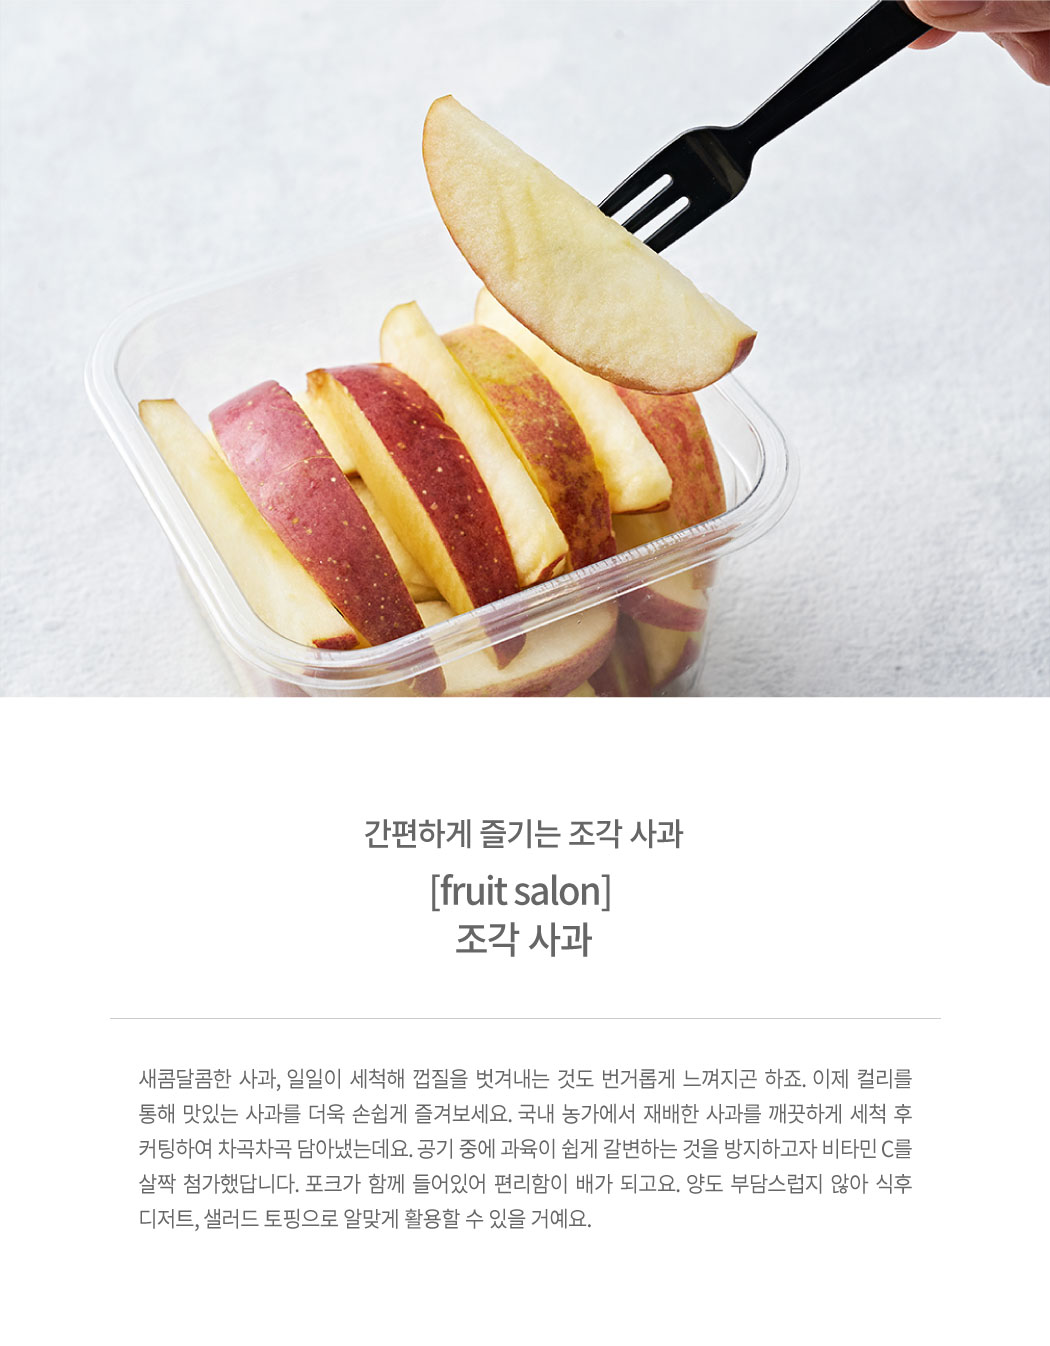 간편하게 즐기는 조각 사과
[fruit salon]
조각 사과
새콤달콤한 사과, 일일이 세척해 껍질을 벗겨내는 것도 번거롭게 느껴지곤 하죠. 이제 컬리를
통해 맛있는 사과를 더욱 손쉽게 즐겨보세요. 국내 농가에서 재배한 사과를 깨끗하게 세척 후
커팅하여 차곡차곡 담아냈는데요. 공기 중에 과육이 쉽게 갈변하는 것을 방지하고자 비타민 C를
살짝 첨가했답니다. 포크가 함께 들어있어 편리함이 배가 되고요. 양도 부담스럽지 않아 식후
디저트, 샐러드 토핑으로 알맞게 활용할 수 있을 거예요.